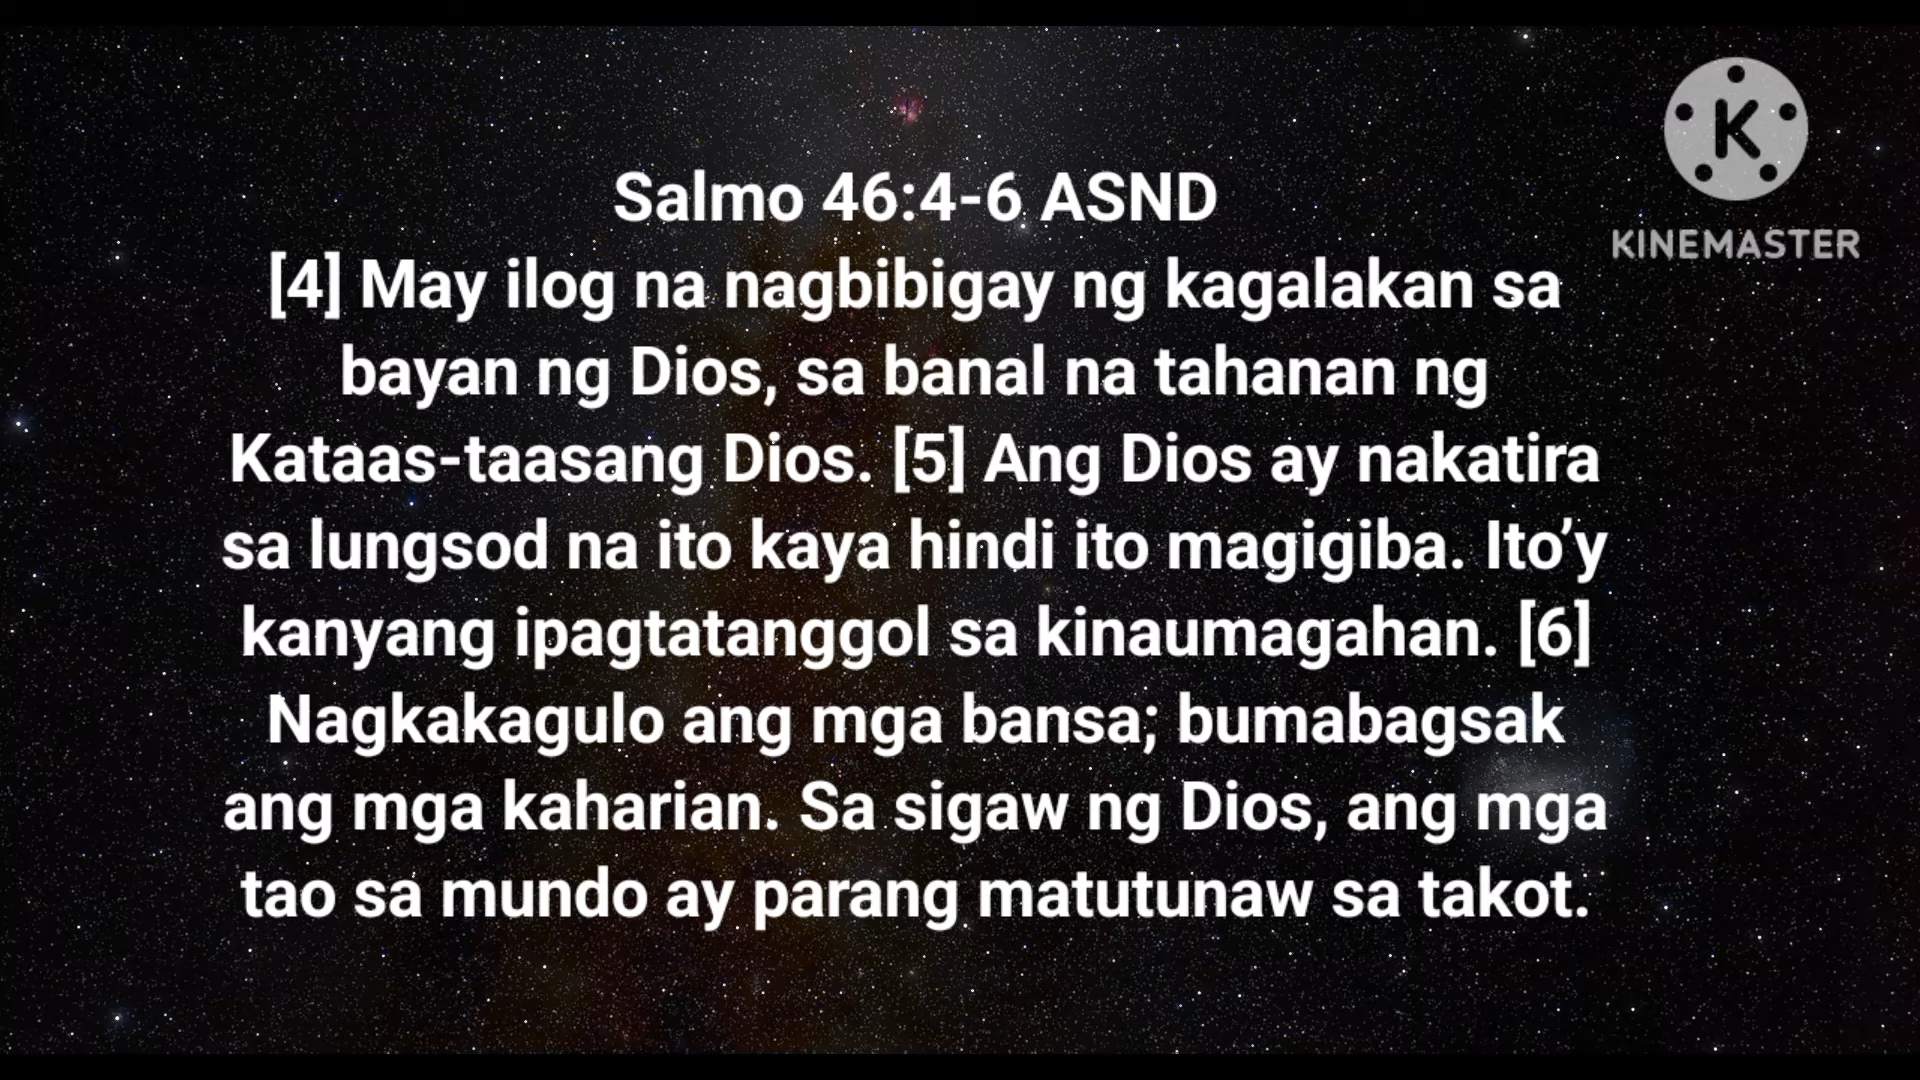 Salmo 46:4-6 ASND
[4] May ilog na nagbibigay ng kagalakan sa
bayan ng Dios, sa banal na tahanan ng
Kataas-taasang Dios. [5] Ang Dios ay nakatira
sa lungsod na ito kaya hindi ito magigiba. Ito’y
kanyang ipagtatanggol sa kinaumagahan. [6]
Nagkakagulo ang mga bansa; bumabagsak
ang mga kaharian. Sa sigaw ng Dios, ang mga
tao sa mundo ay parang matutunaw sa takot.
K
KINEMASTER